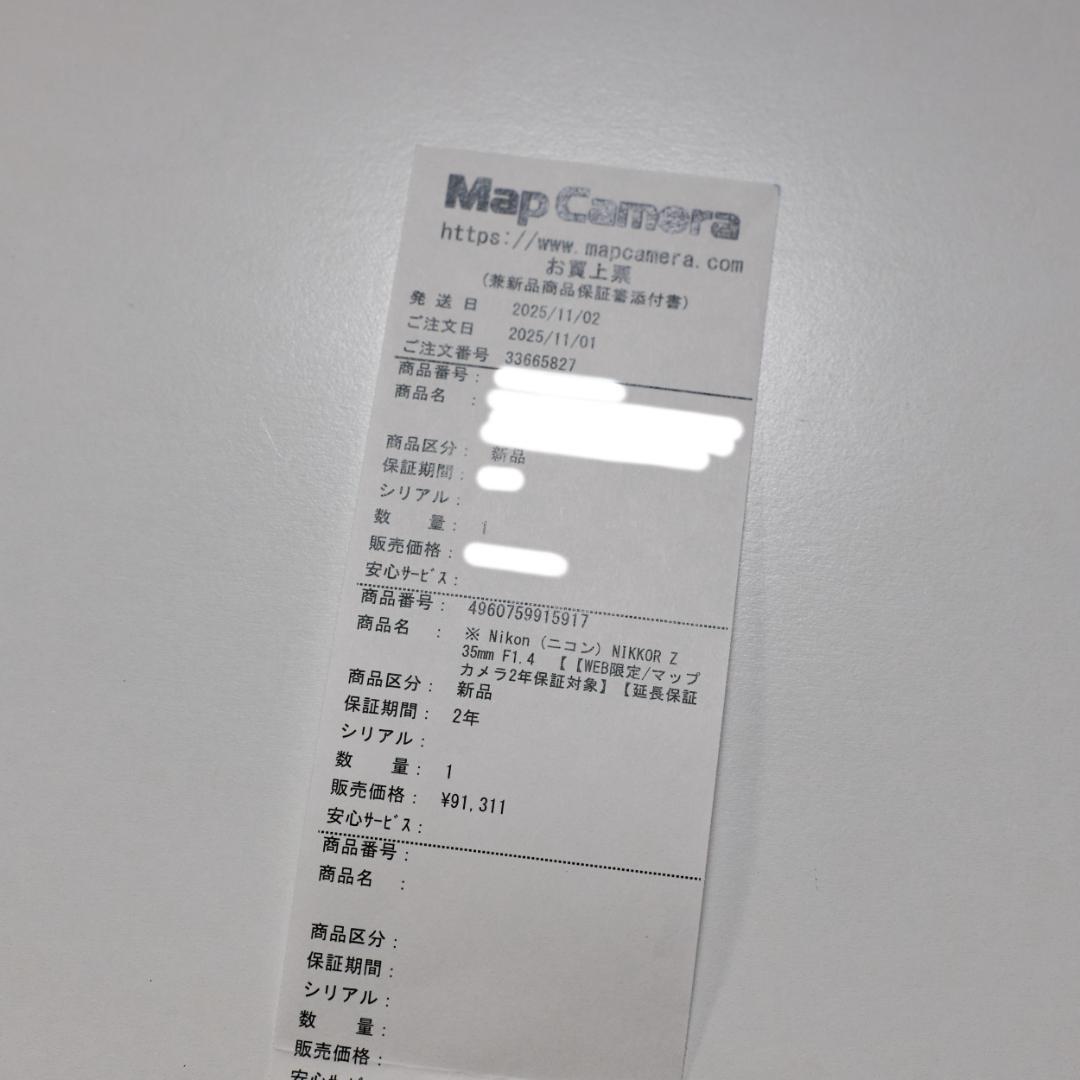 Map Camera
https://www.mapcamera.com
お買上票
(兼新品商品保証書添付書)
発送日 2025/11/02
ご注文日 2025/11/01
ご注文番号 33665827
商品番号:
商品名 :
商品区分: 新品
保証期間:
シリアル:
数 量: 1
販売価格:
安心ｻｰﾋﾞｽ:
商品番号: 4960759915917
商品名 : ※ Nikon (ニコン) NIKKOR Z
35mm F1.4 【【WEB限定/マップ
カメラ2年保証対象】【延長保証
商品区分: 新品
保証期間: 2年
シリアル:
数 量: 1
販売価格: ¥91,311
安心ｻｰﾋﾞｽ:
商品番号:
商品名 :
商品区分:
保証期間:
シリアル:
数 量:
販売価格:
安心ｻｰﾋﾞ